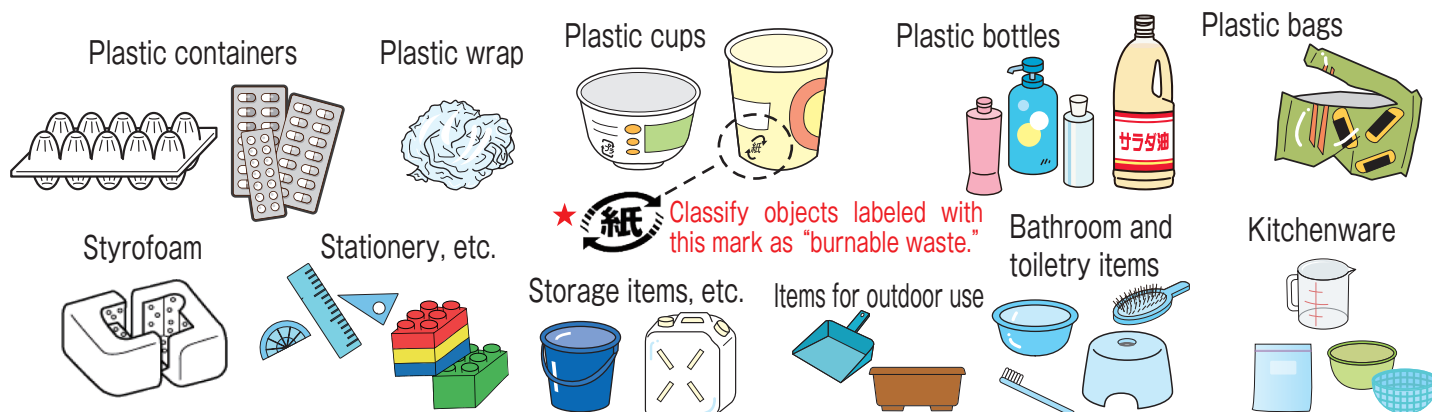 Plastic containers
Plastic wrap
Plastic cups
Plastic bottles
Plastic bags
サラダ油
紙
紙
Classify objects labeled with
this mark as “burnable waste.”
Styrofoam
Stationery, etc.
Storage items, etc.
Items for outdoor use
Bathroom and
toiletry items
Kitchenware